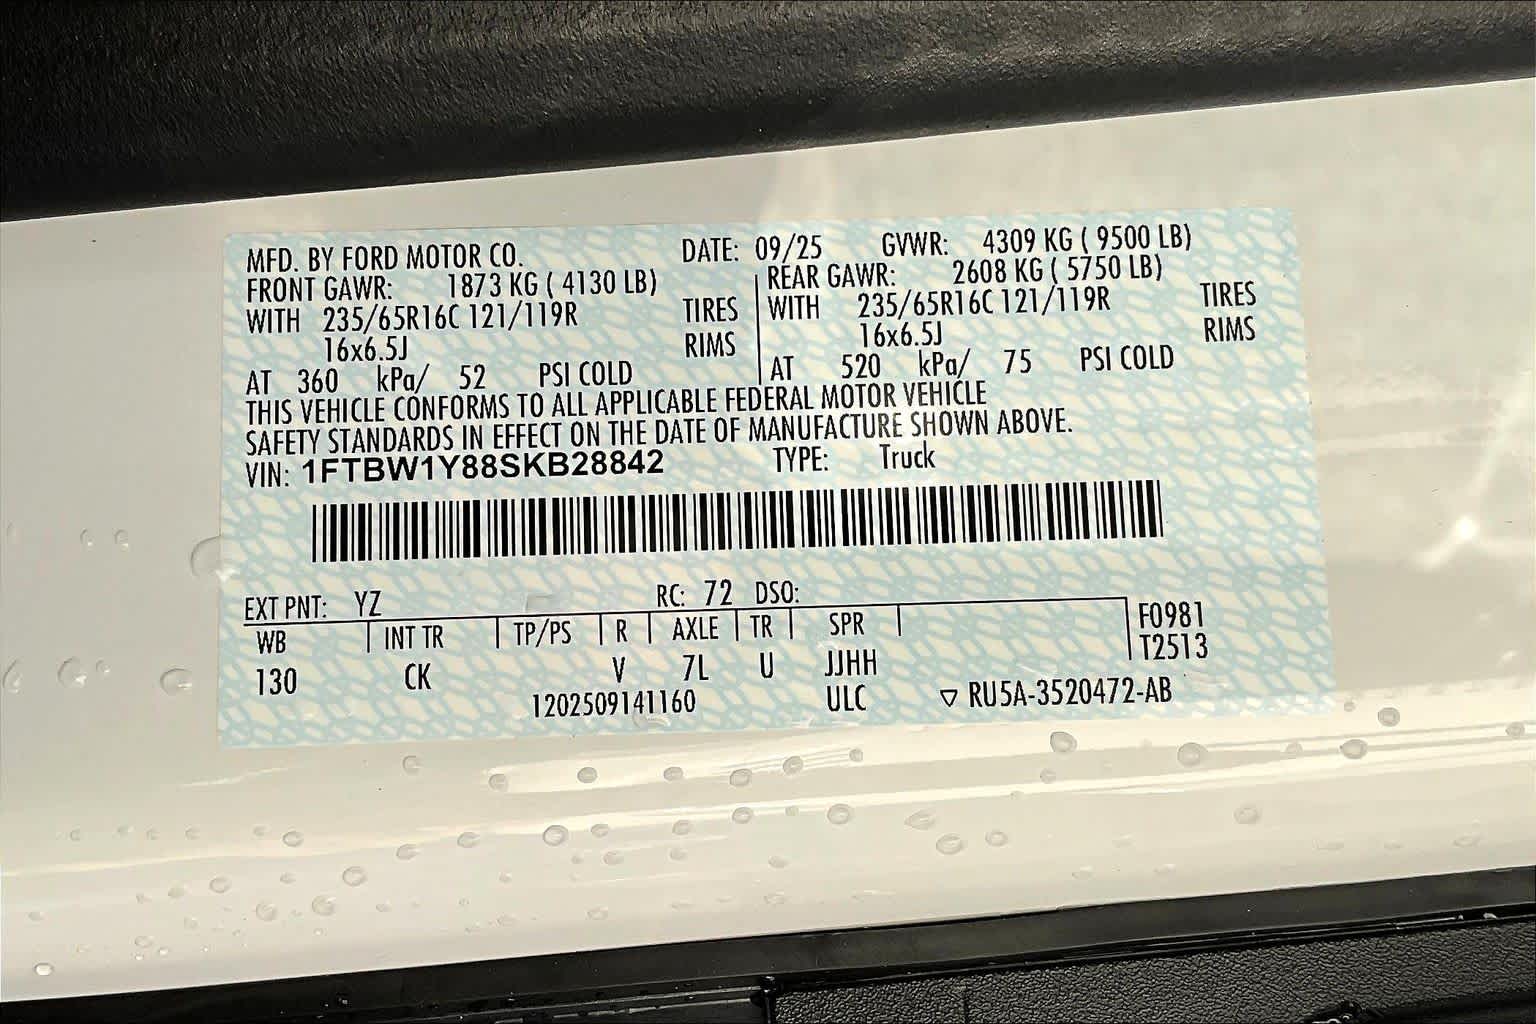 MFD. BY FORD MOTOR CO. DATE: 09/25 GVWR: 4309 KG ( 9500 LB)
FRONT GAWR: 1873 KG ( 4130 LB) REAR GAWR: 2608 KG ( 5750 LB)
WITH 235/65R16C 121/119R TIRES WITH 235/65R16C 121/119R TIRES
16x6.5J RIMS 16x6.5J RIMS
AT 360 kPa/ 52 PSI COLD AT 520 kPa/ 75 PSI COLD
THIS VEHICLE CONFORMS TO ALL APPLICABLE FEDERAL MOTOR VEHICLE
SAFETY STANDARDS IN EFFECT ON THE DATE OF MANUFACTURE SHOWN ABOVE.
VIN: 1FTBW1Y88SKB28842 TYPE: Truck
EXT PNT: YZ RC: 72 DSO:
WB INT TR TP/PS R AXLE TR SPR F0981
130 CK V 7L U JJHH T2513
1202509141160 ULC ▽ RU5A-3520472-AB